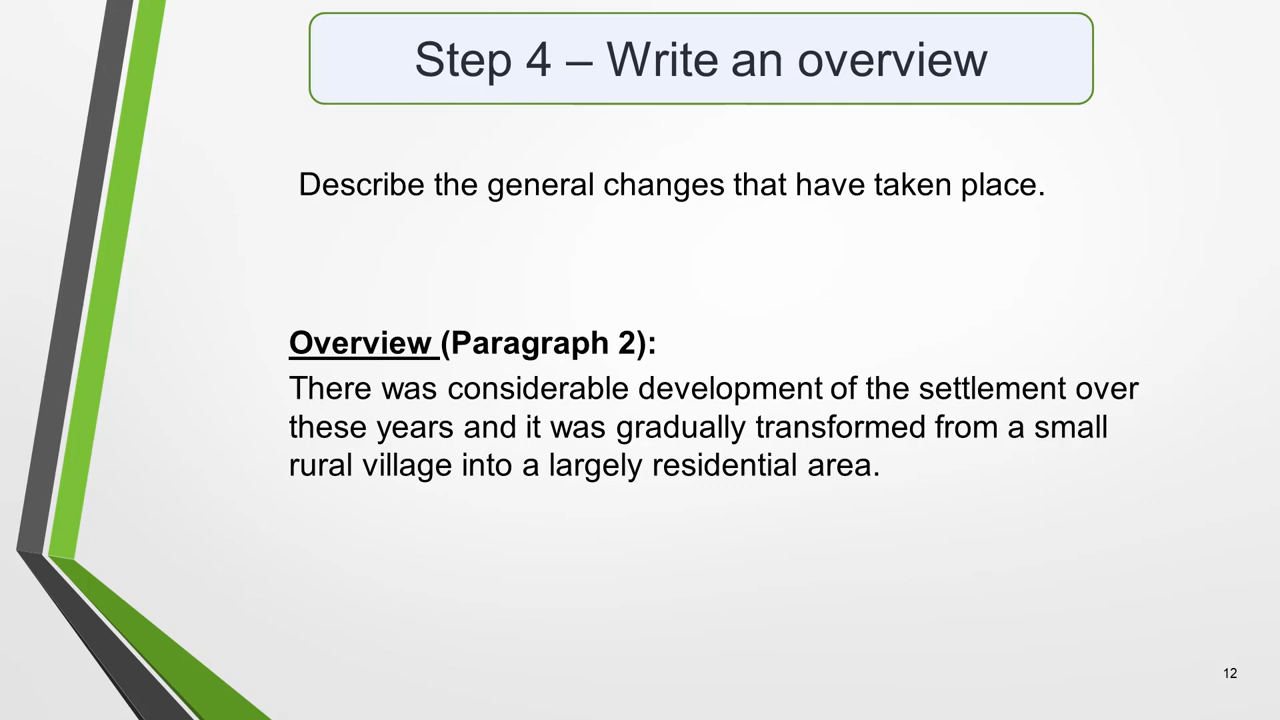 Step 4 – Write an overview
Describe the general changes that have taken place.
Overview (Paragraph 2):
There was considerable development of the settlement over
these years and it was gradually transformed from a small
rural village into a largely residential area.
12